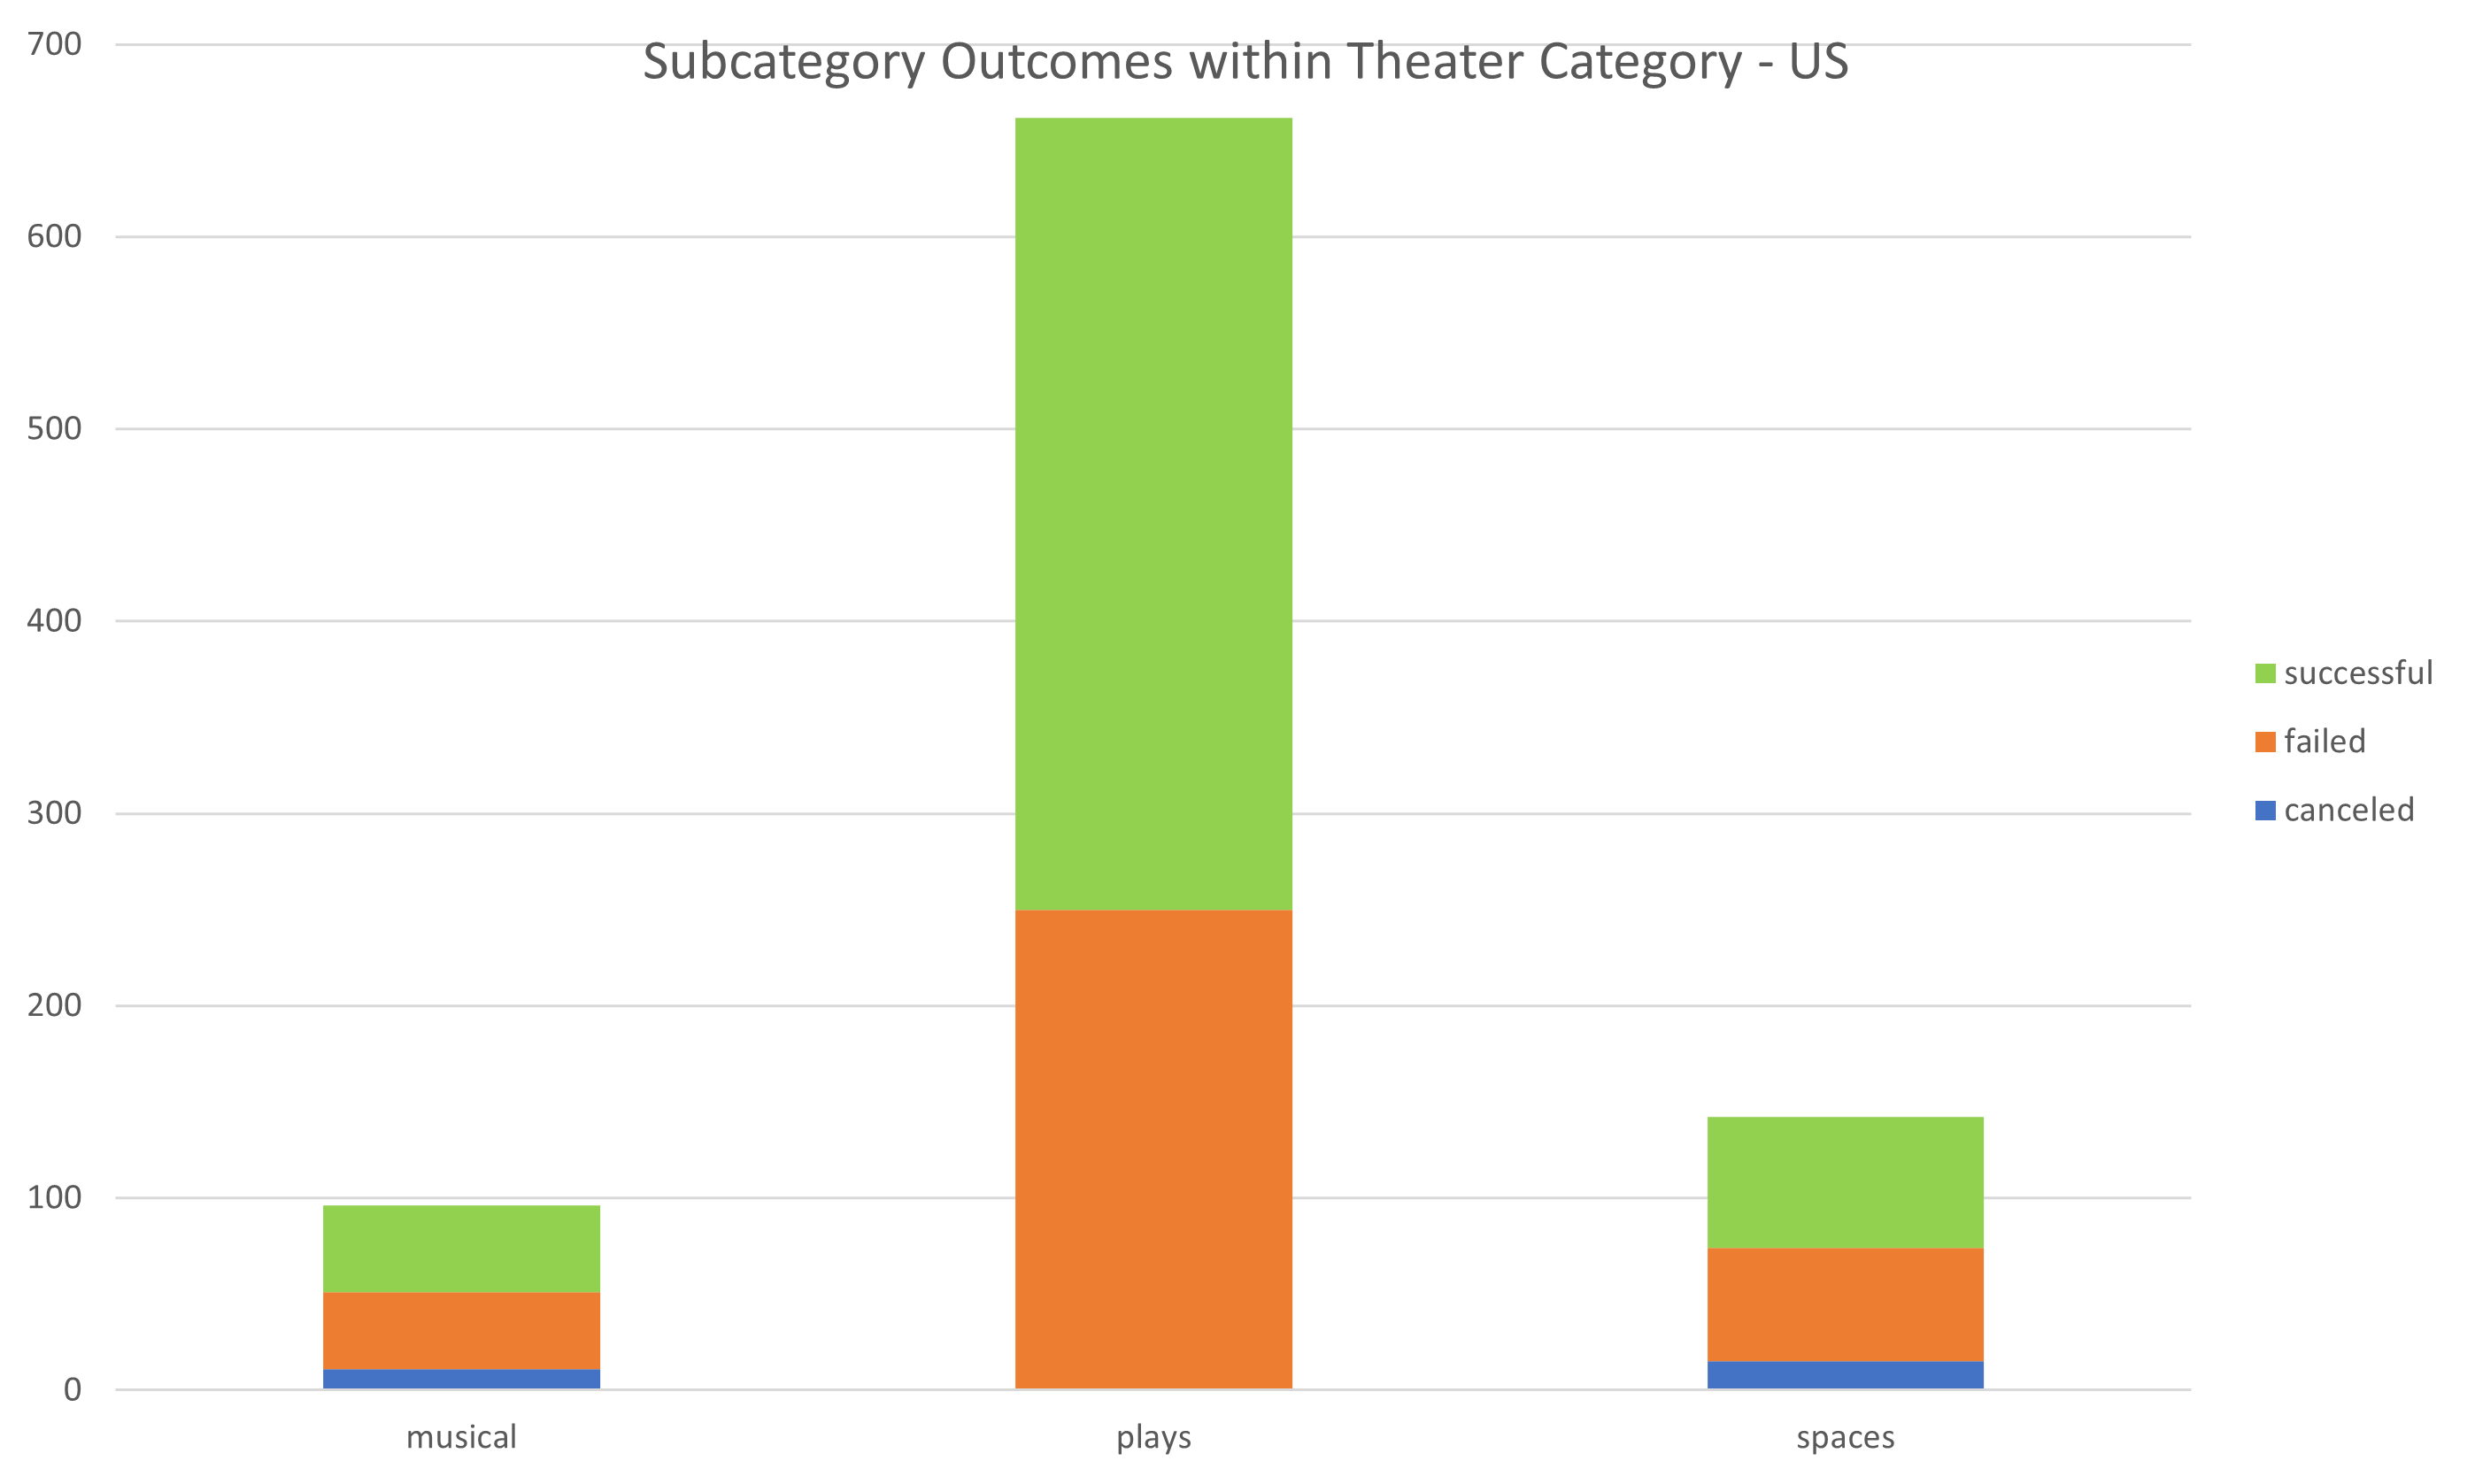 Subcategory Outcomes within Theater Category - US
700
600
500
400
300
200
100
0
musical
plays
spaces
successful
failed
canceled